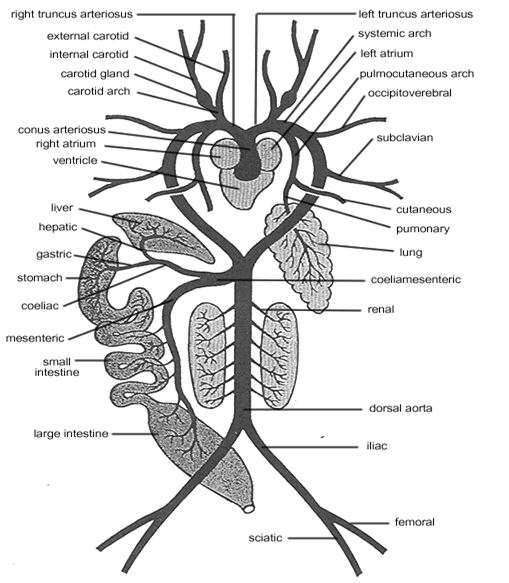 right truncus arteriosus
left truncus arteriosus
external carotid
systemic arch
internal carotid
left atrium
carotid gland
pulmocutaneous arch
carotid arch
occipitoverebral
conus arteriosus
subclavian
right atrium
ventricle
liver
cutaneous
hepatic
pumonary
gastric
lung
stomach
coeliamesenteric
coeliac
renal
mesenteric
small
intestine
dorsal aorta
large intestine
iliac
femoral
sciatic